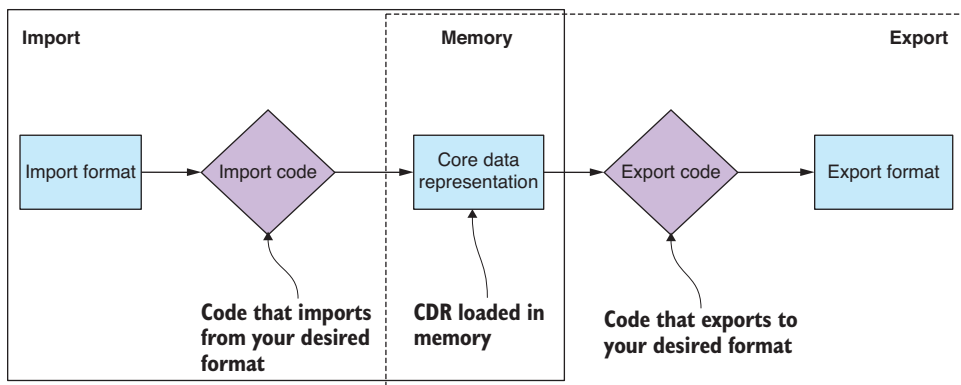 Import
Memory
Export
Import format
Import code
Core data
representation
Export code
Export format
Code that imports
from your desired
format
CDR loaded in
memory
Code that exports to
your desired format